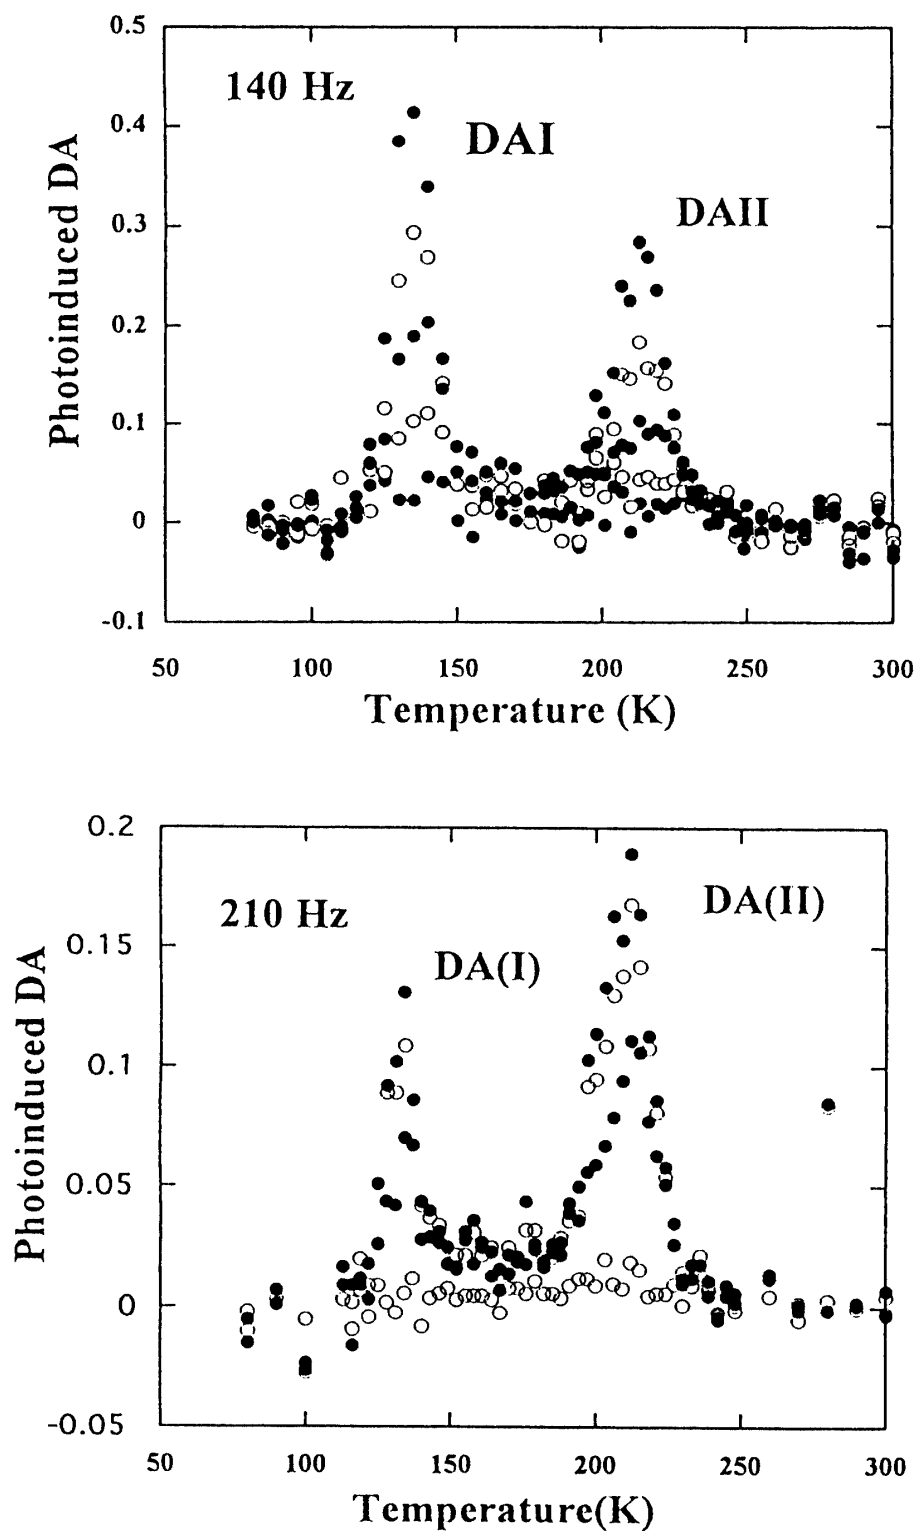 0.5
140 Hz
0.4
DAI
Photoinduced DA
0.3
DAII
0.2
0.1
0
-0.1
50 100 150 200 250 300
Temperature (K)
0.2
210 Hz
DA(II)
0.15
DA(I)
Photoinduced DA
0.1
0.05
0
-0.05
50 100 150 200 250 300
Temperature(K)